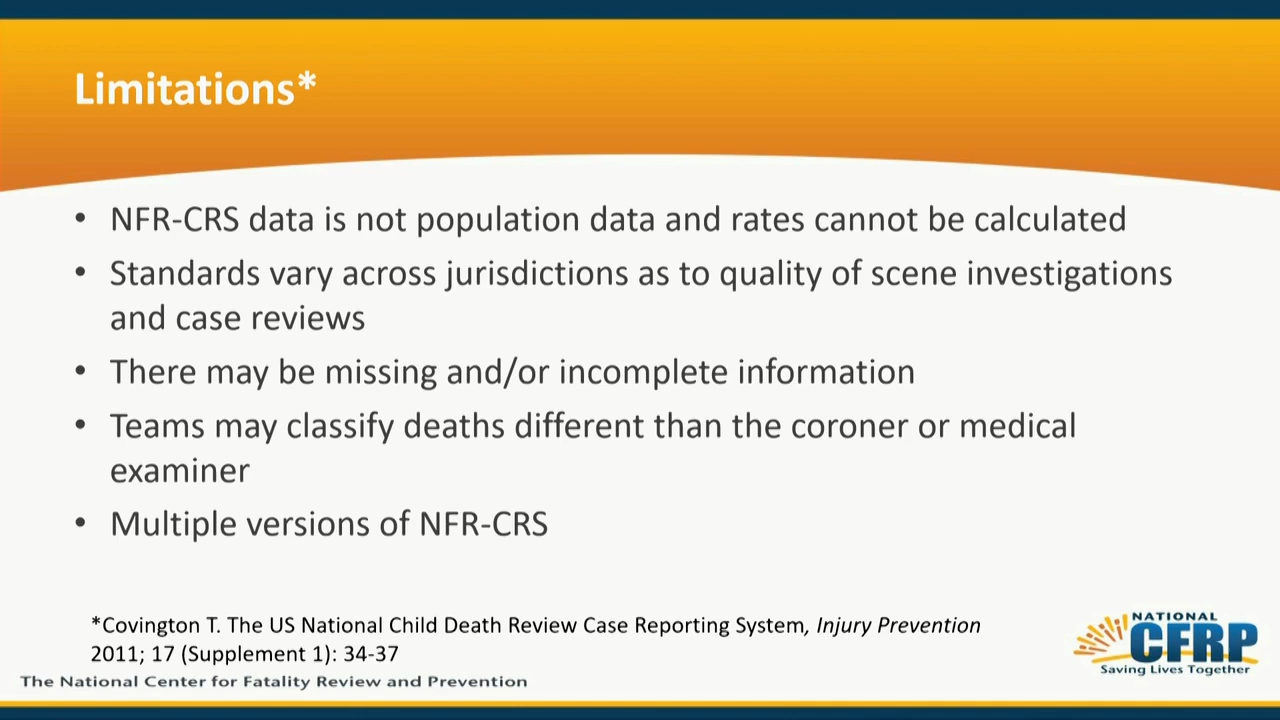 Limitations*
• NFR-CRS data is not population data and rates cannot be calculated
• Standards vary across jurisdictions as to quality of scene investigations
and case reviews
• There may be missing and/or incomplete information
• Teams may classify deaths different than the coroner or medical
examiner
• Multiple versions of NFR-CRS
*Covington T. The US National Child Death Review Case Reporting System, Injury Prevention
2011; 17 (Supplement 1): 34-37
The National Center for Fatality Review and Prevention
NATIONAL
CFRP
Saving Lives Together